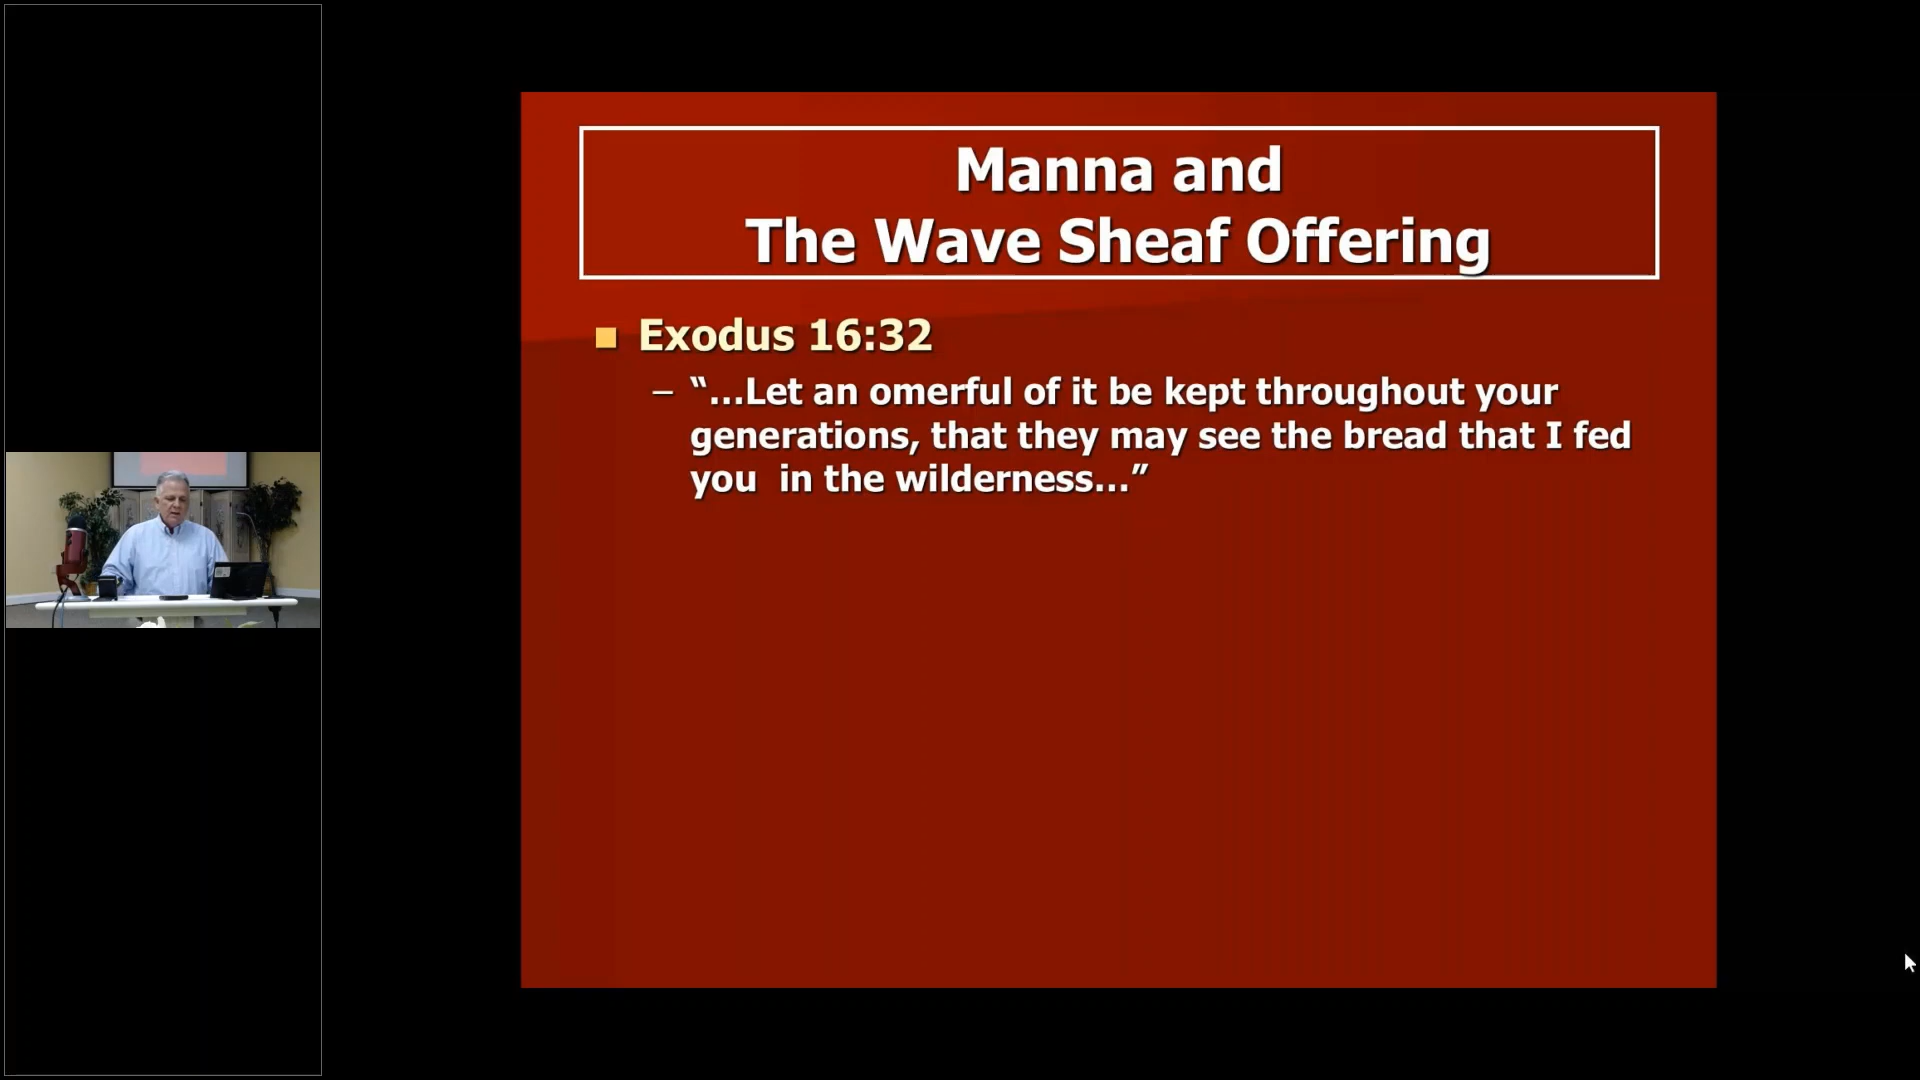 Manna and
The Wave Sheaf Offering
Exodus 16:32
– “…Let an omerful of it be kept throughout your
generations, that they may see the bread that I fed
you  in the wilderness…”